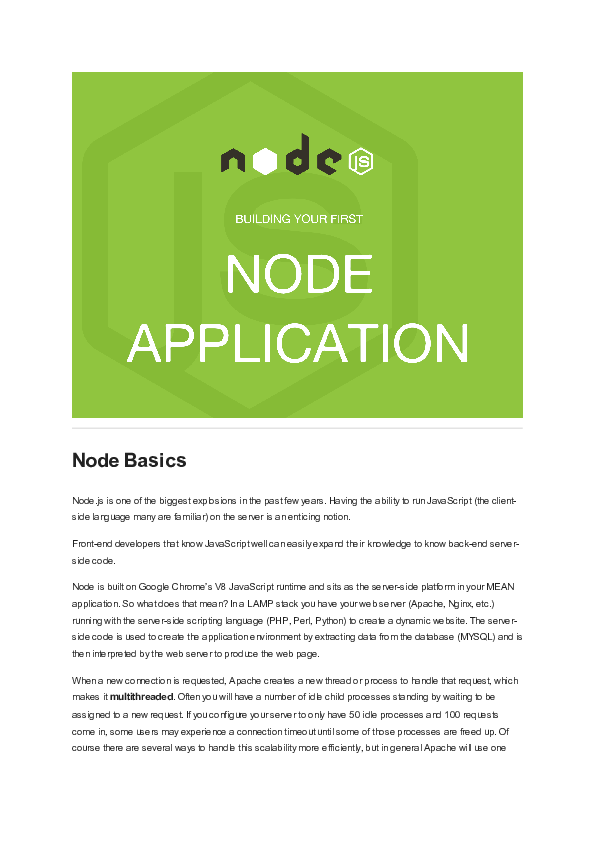 node JS
BUILDING YOUR FIRST
NODE
APPLICATION
Node Basics
Node.js is one of the biggest explosions in the past few years. Having the ability to run JavaScript (the client-
side language many are familiar) on the server is an enticing notion.
Front-end developers that know JavaScript well can easily expand their knowledge to know back-end server-
side code.
Node is built on Google Chrome's V8 JavaScript runtime and sits as the server-side platform in your MEAN
application. So what does that mean? In a LAMP stack you have your web server (Apache, Nginx, etc.)
running with the server-side scripting language (PHP, Perl, Python) to create a dynamic website. The server-
side code is used to create the application environment by extracting data from the database (MYSQL) and is
then interpreted by the web server to produce the web page.
When a new connection is requested, Apache creates a new thread or process to handle that request, which
makes it multithreaded. Often you will have a number of idle child processes standing by waiting to be
assigned to a new request. If you configure your server to only have 50 idle processes and 100 requests
come in, some users may experience a connection timeout until some of those processes are freed up. Of
course there are several ways to handle this scalability more efficiently, but in general Apache will use one